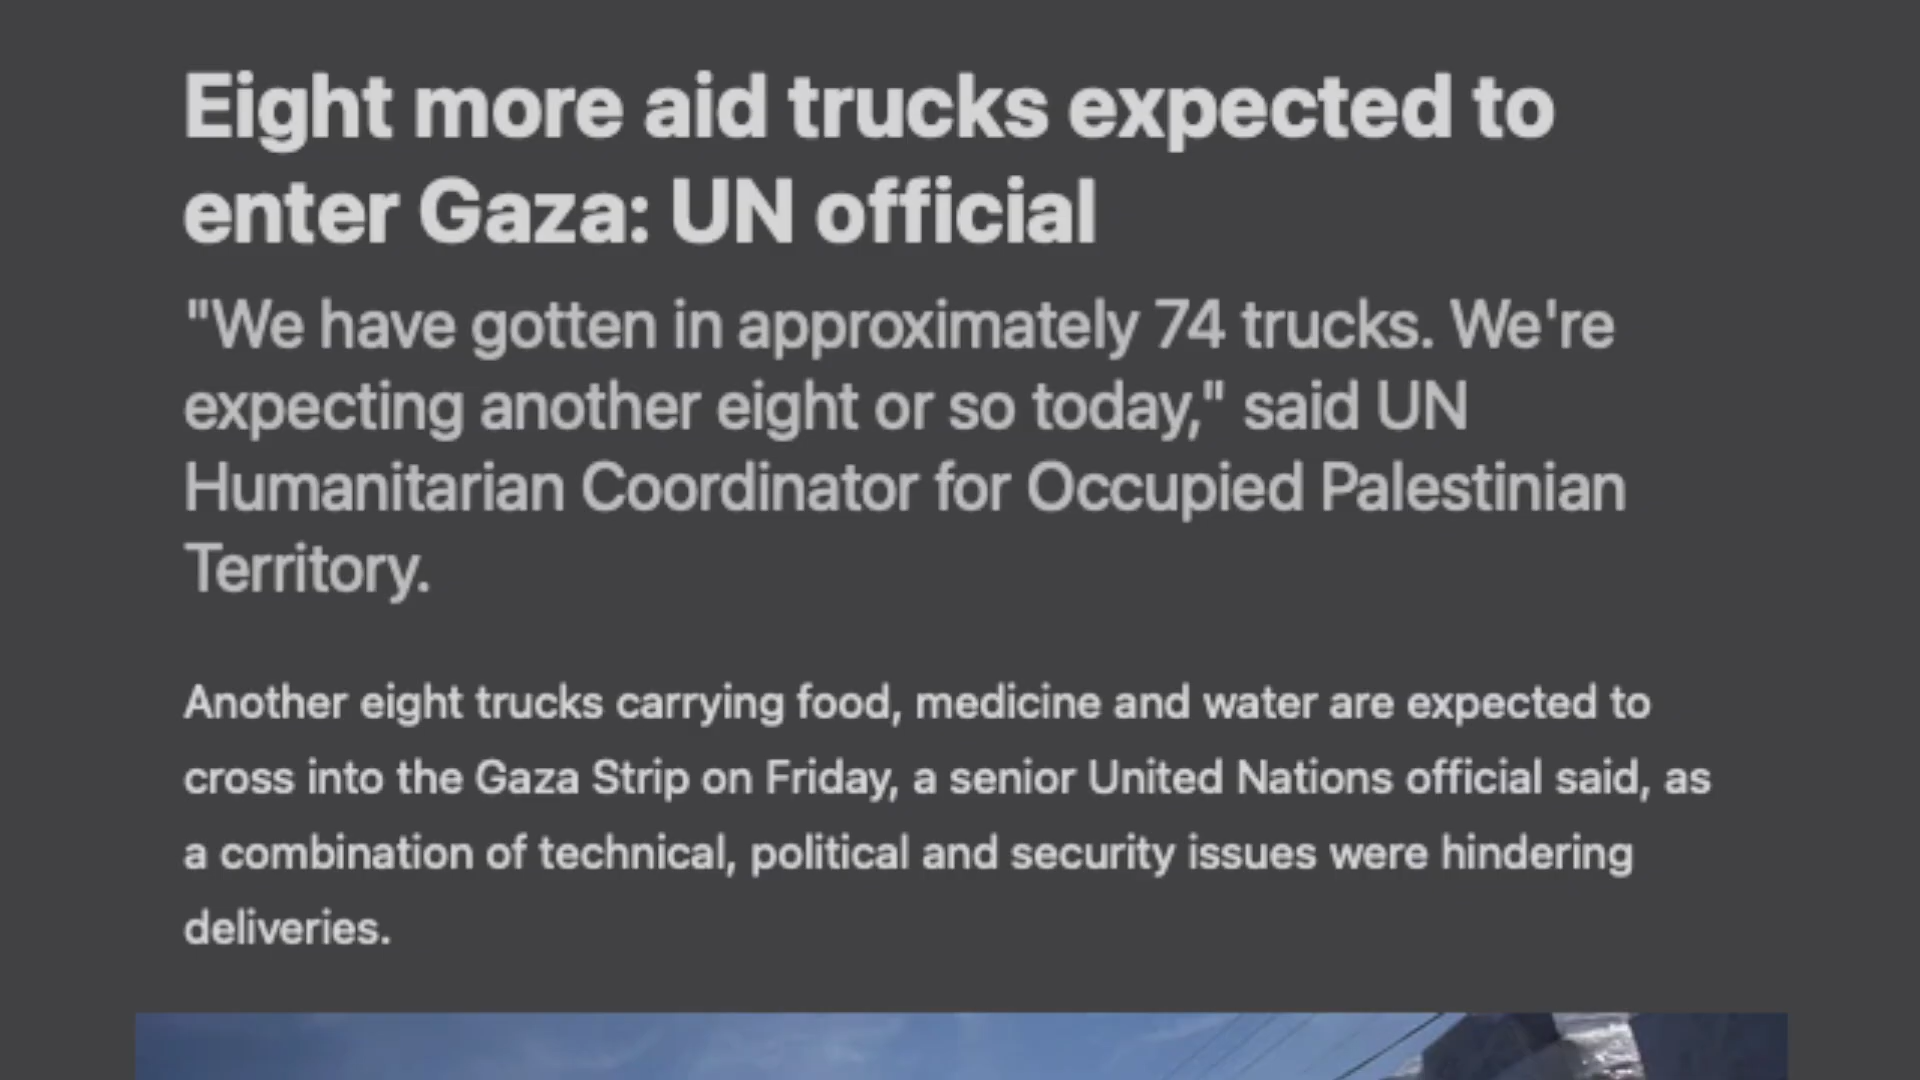 Eight more aid trucks expected to
enter Gaza: UN official
"We have gotten in approximately 74 trucks. We're
expecting another eight or so today," said UN
Humanitarian Coordinator for Occupied Palestinian
Territory.
Another eight trucks carrying food, medicine and water are expected to
cross into the Gaza Strip on Friday, a senior United Nations official said, as
a combination of technical, political and security issues were hindering
deliveries.